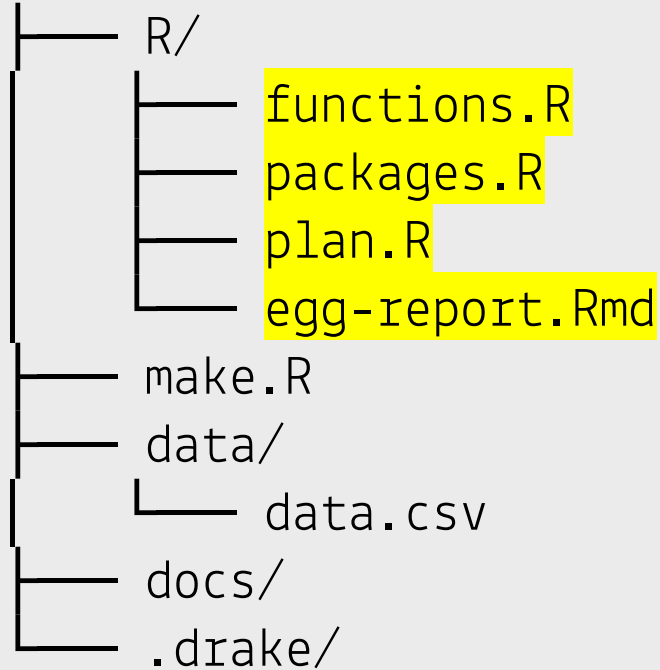 R/
functions.R
packages.R
plan.R
egg-report.Rmd
make.R
data/
data.csv
docs/
.drake/